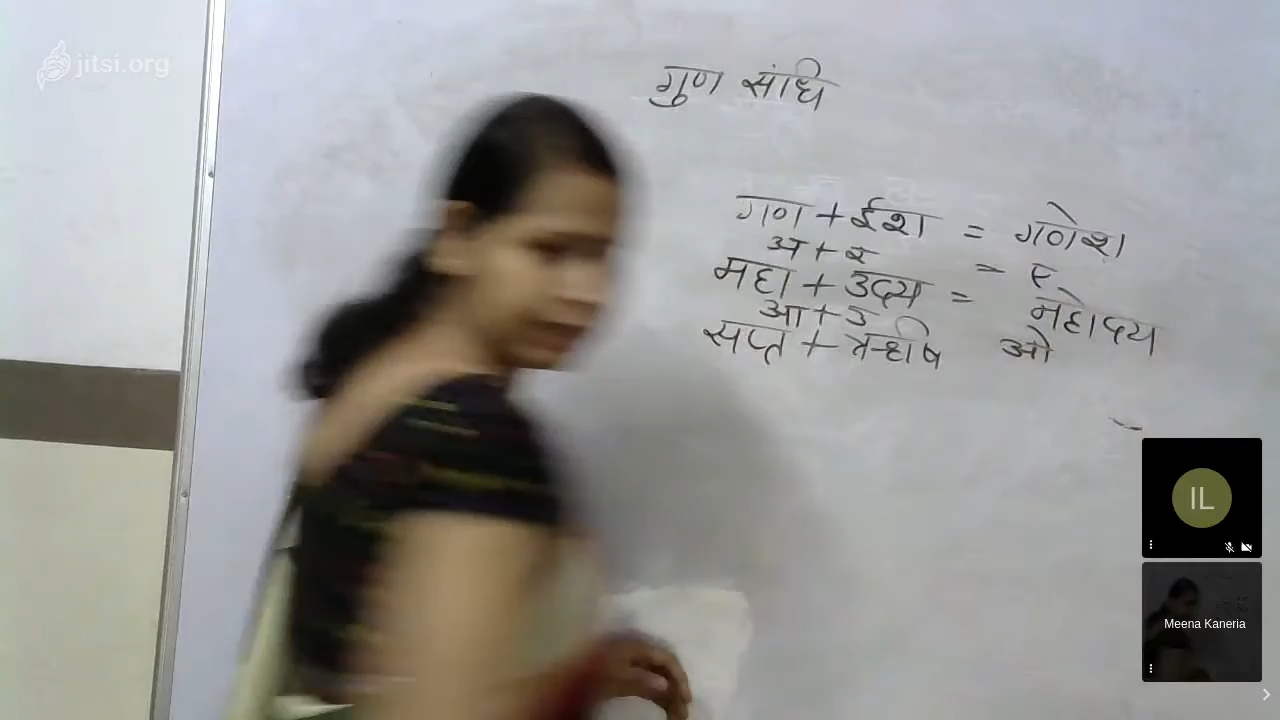 jitsi.org
गुण संधि
गण + ईश = गणेश
अ + ई = ए
महा + उदय = महोदय
आ + उ ओ
सप्त + ऋषि
IL
Meena Kaneria